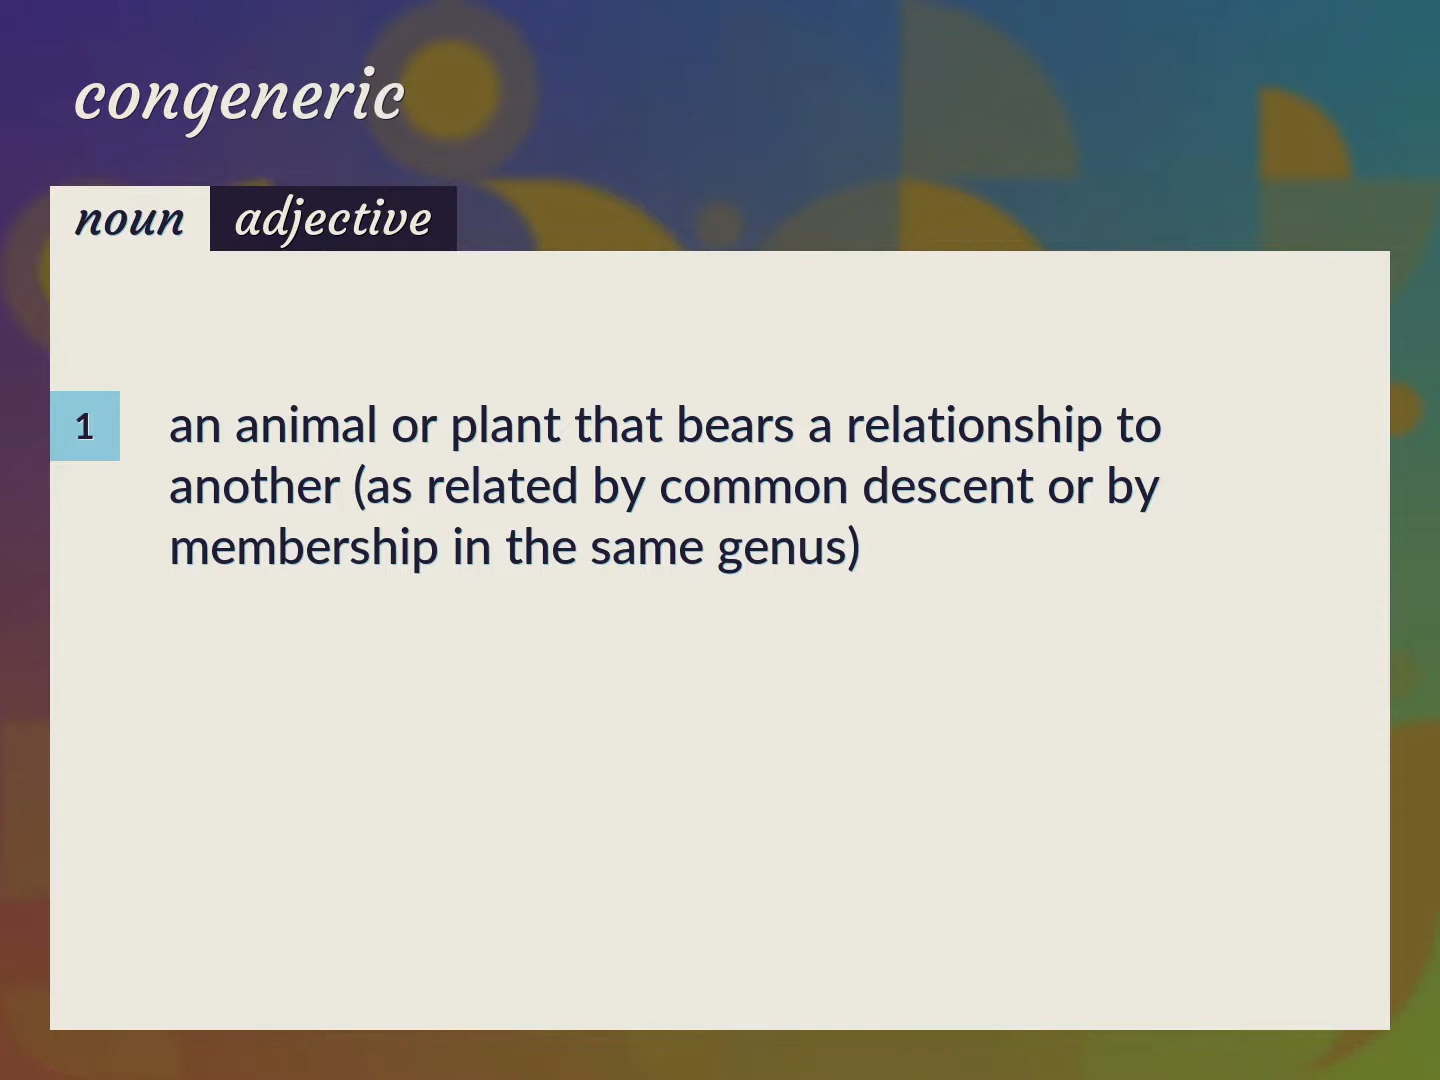 congeneric
noun adjective
1 an animal or plant that bears a relationship to
another (as related by common descent or by
membership in the same genus)